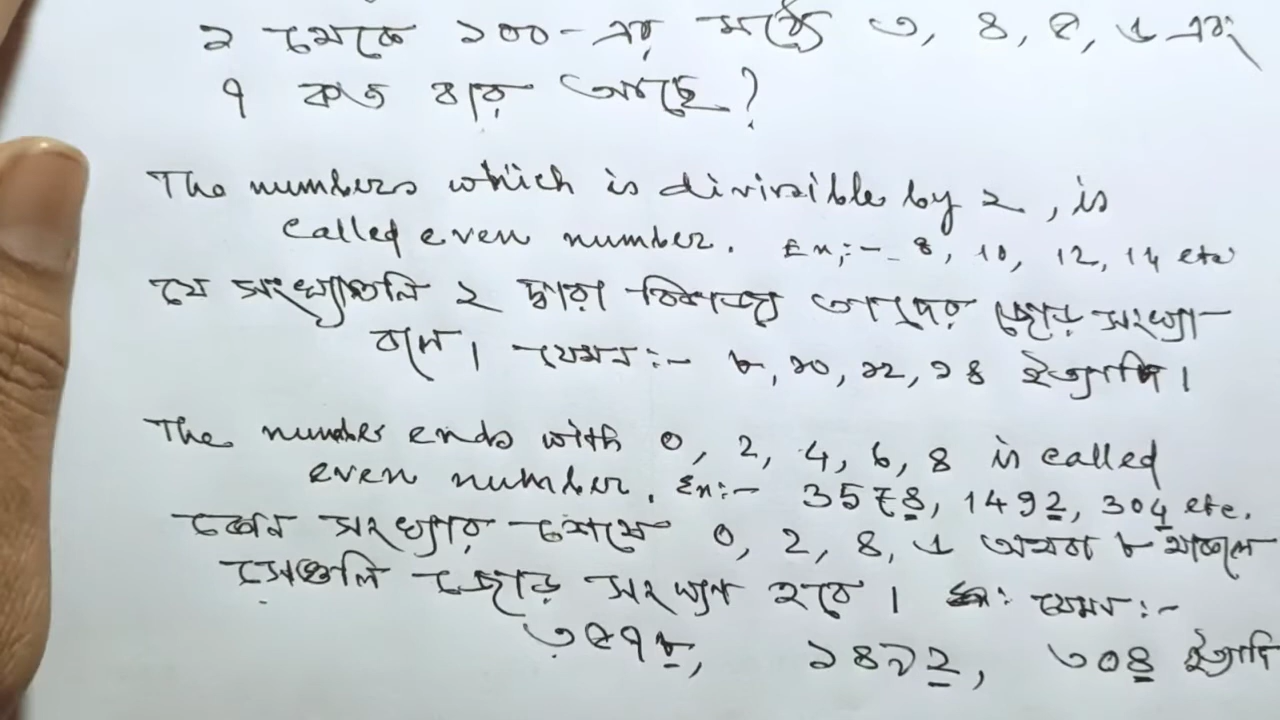 ১ থেকে ১০০-এর মধ্যে ৩, ৪, ৫, ৬ এবং
৭ কত বার আছে?
The numbers which is divisible by 2, is
called even number. Ex;-- 8, 10, 12, 14 etc
যে সংখ্যাগুলি ২ দ্বারা বিভাজ্য তাদের জোড় সংখ্যা
বলে। যেমন:- ৮, ১০, ১২, ১৪ ইত্যাদি।
The number ends with 0, 2, 4, 6, 8 is called
even number. Ex:- 3578, 1492, 304 etc.
কোন সংখ্যার শেষে 0, 2, ৪, ৬ অথবা ৮ থাকলে
সেগুলি জোড় সংখ্যা হবে। যেমন:-
৩৫৭৮, ১৪৯২, ৩০৪ ইত্যাদি